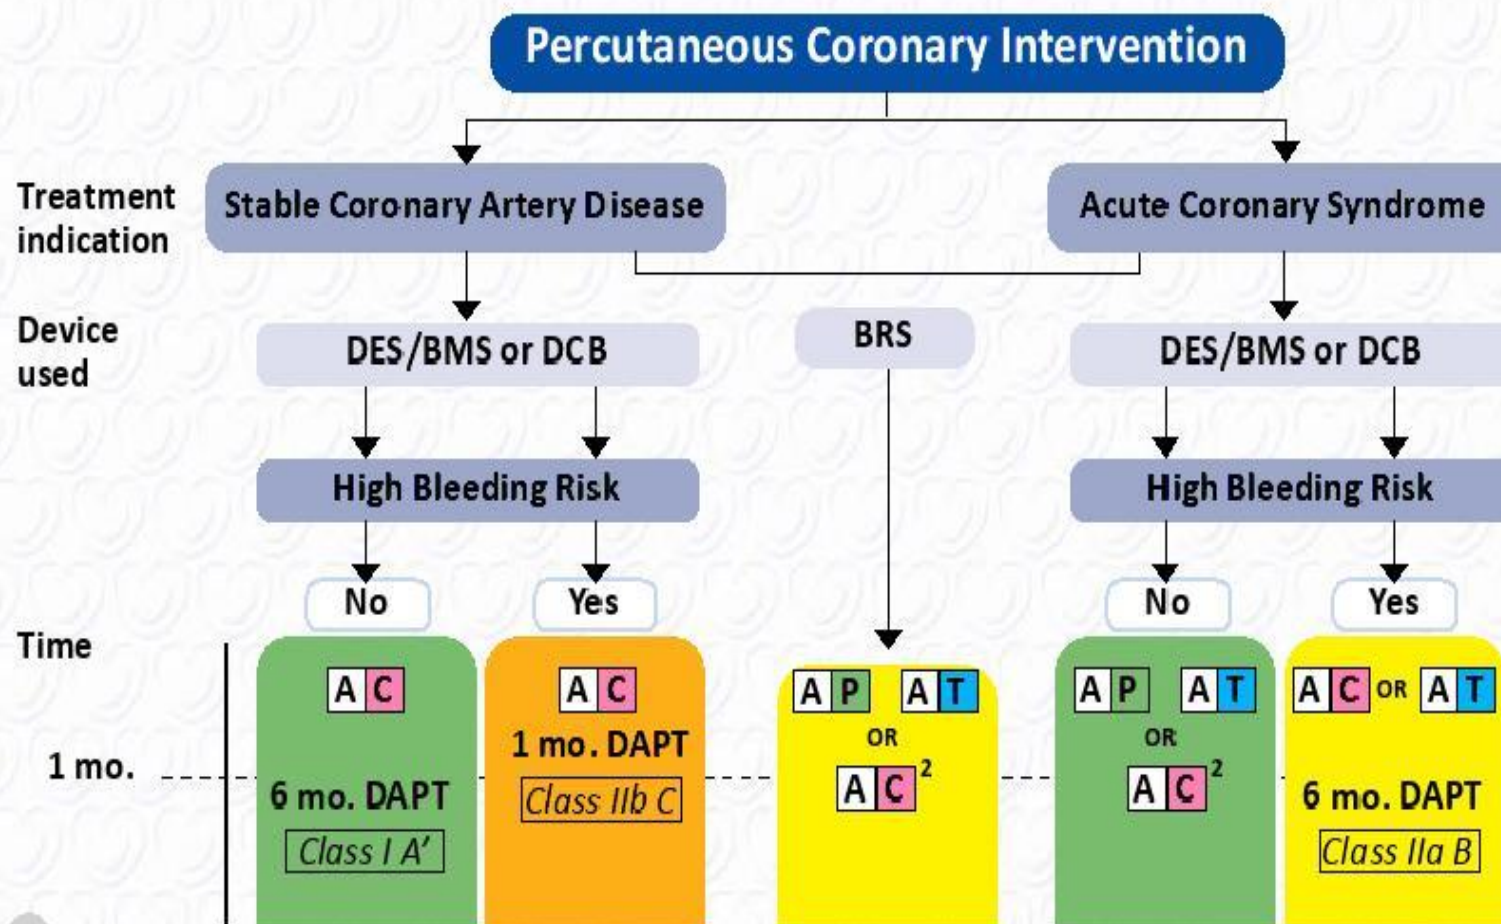 Percutaneous Coronary Intervention
Treatment
indication
Stable Coronary Artery Disease
Acute Coronary Syndrome
Device
used
DES/BMS or DCB
BRS
DES/BMS or DCB
High Bleeding Risk
High Bleeding Risk
No
Yes
No
Yes
Time
1 mo.
A C
6 mo. DAPT
Class I A′
A C
1 mo. DAPT
Class IIb C
A P A T
OR
A C 2
A P A T
OR
A C 2
A C OR A T
6 mo. DAPT
Class IIa B